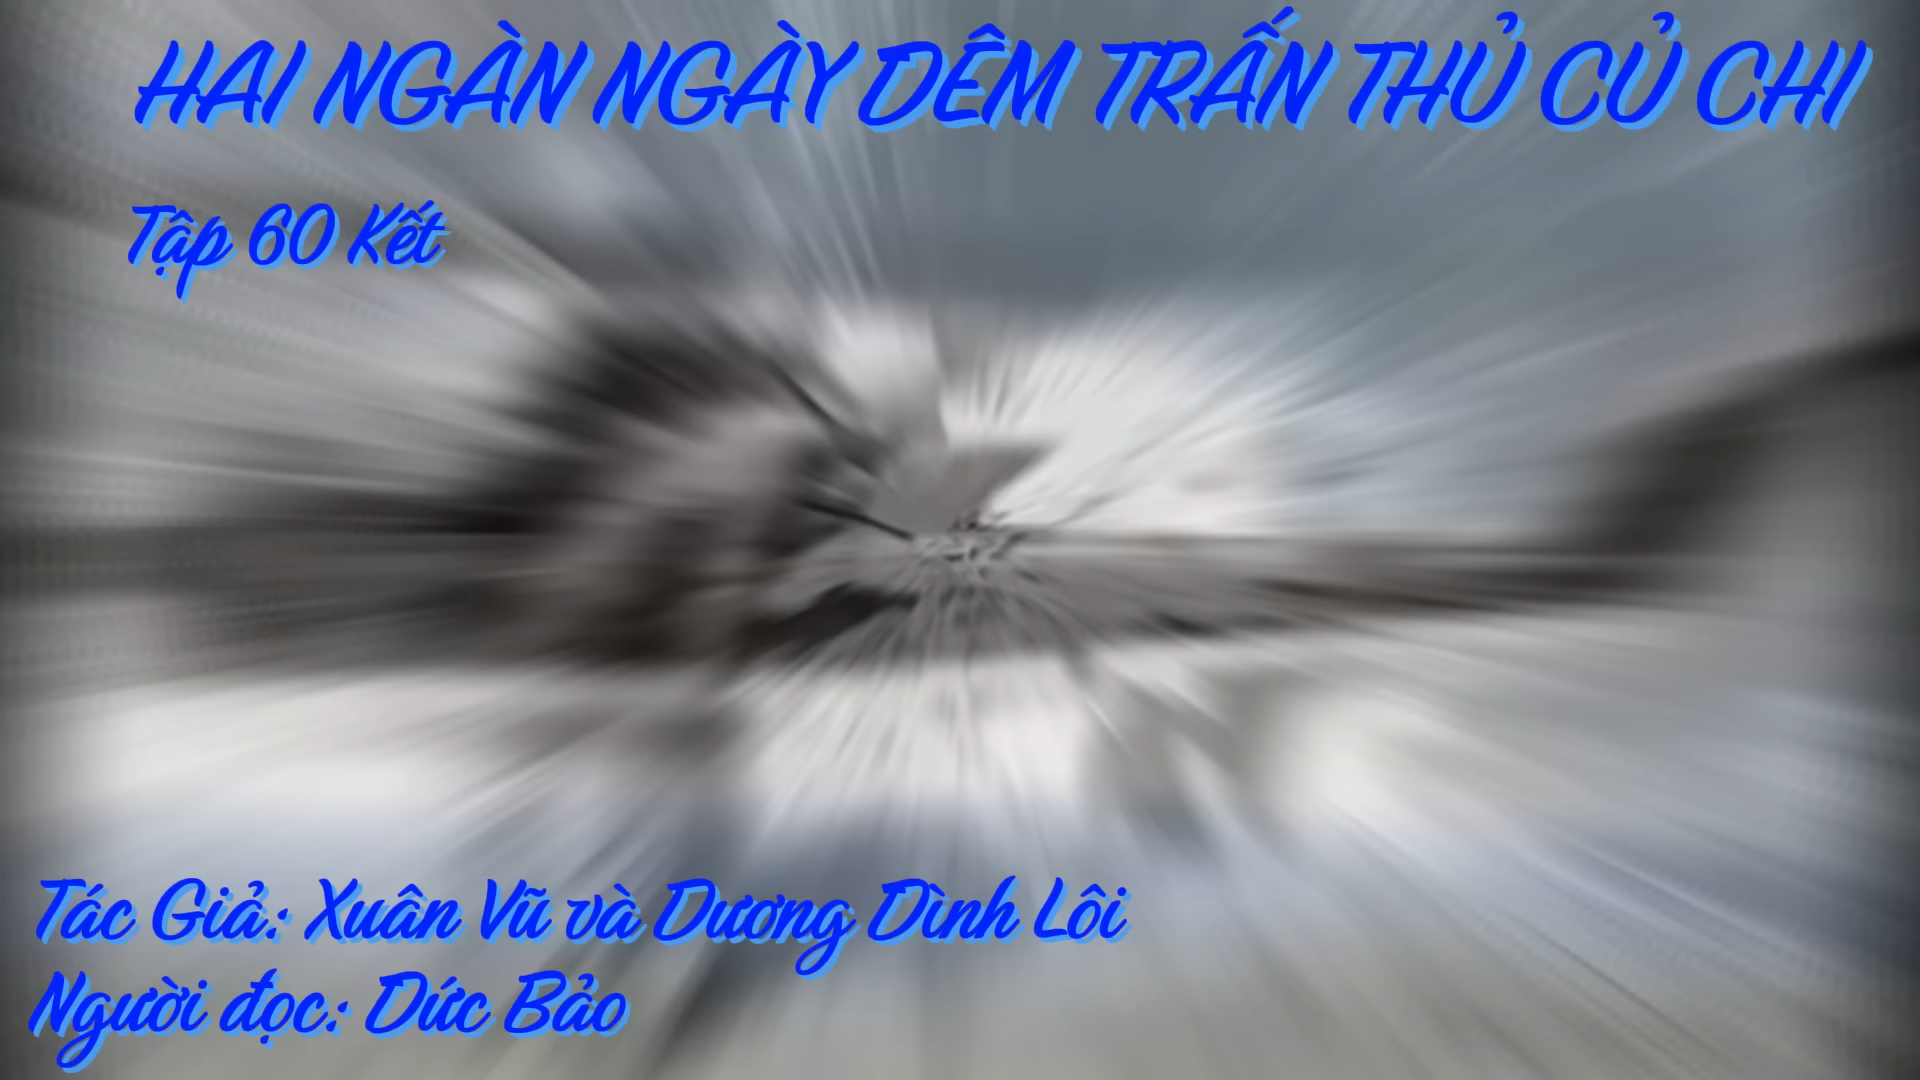 HAI NGÀN NGÀY ĐÊM TRẤN THỦ CỦ CHI
Tập 60 Kết
Tác Giả: Xuân Vũ và Dương Đình Lôi
Người đọc: Đức Bảo